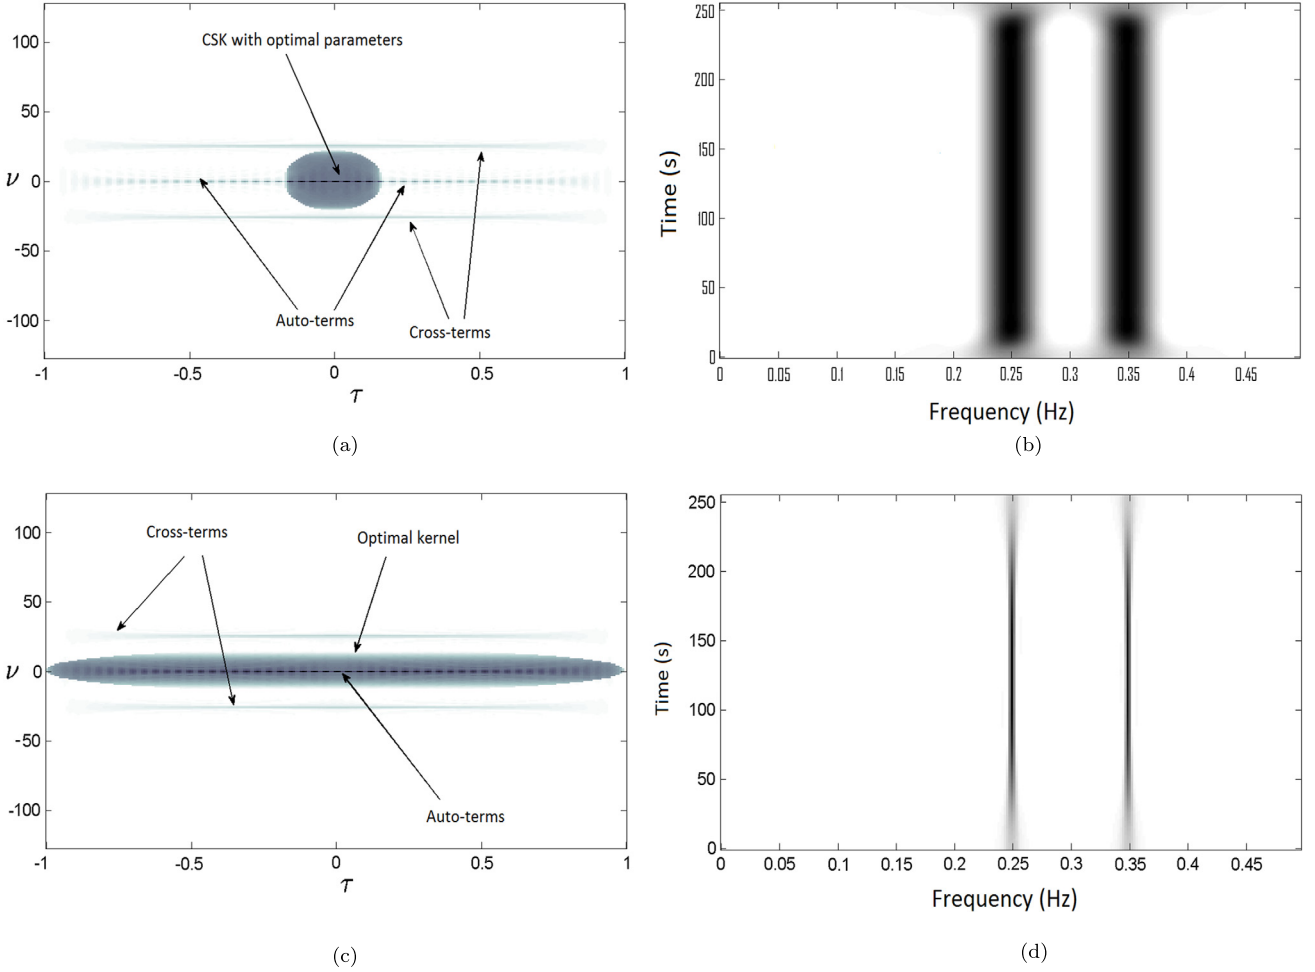 CSK with optimal parameters
100
50
ν 0
-50
-100
Auto-terms
Cross-terms
-1 -0.5 0 0.5 1
τ
(a)
250
200
150
100
50
0
Time (s)
0 0.05 0.1 0.15 0.2 0.25 0.3 0.35 0.4 0.45
Frequency (Hz)
(b)
Cross-terms
Optimal kernel
100
50
ν 0
-50
-100
Auto-terms
-1 -0.5 0 0.5 1
τ
(c)
250
200
150
100
50
0
Time (s)
0 0.05 0.1 0.15 0.2 0.25 0.3 0.35 0.4 0.45
Frequency (Hz)
(d)